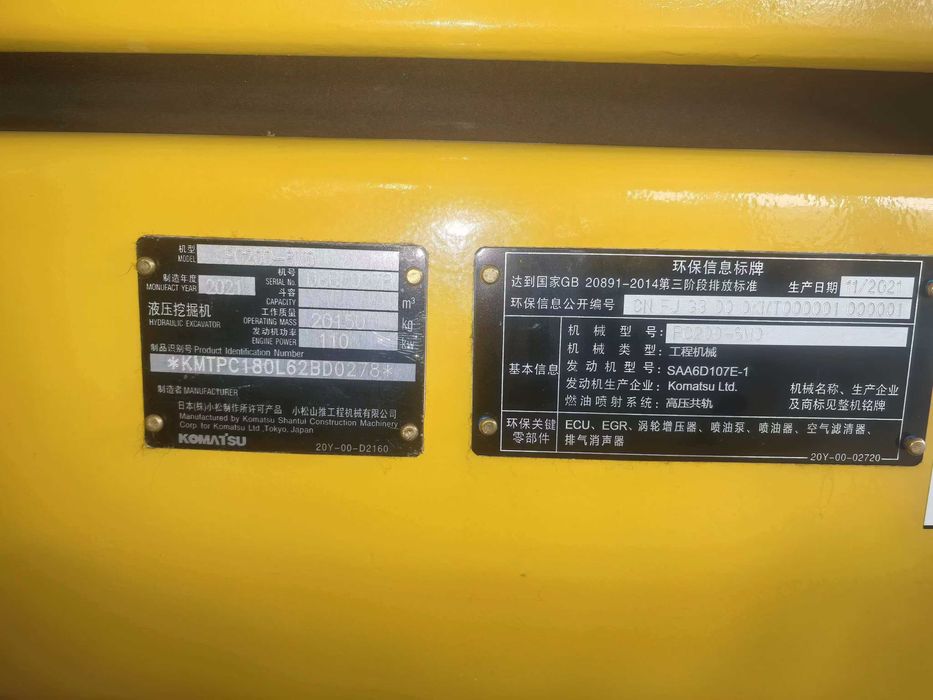 机型
MODEL
制造年度
MONUFACT YEAR 2021
机号
SERIAL No.
液压挖掘机
HYDRAULIC EXCAVATOR
斗容
CAPACITY m³
工作质量
OPERATING MASS 20150 kg
发动机功率
ENGINE POWER 110 kW
制品识别号 Product Identification Number
*KMTPC180L62BD0278*
制造者 MANUFACTURER
日本(株)小松制作所许可产品 小松山推工程机械有限公司
Manufactured by Komatsu Shantui Construction Machinery
Corp for Komatsu Ltd ,Tokyo, Japan
KOMATSU
20Y-00-D2160
环保信息标牌
达到国家GB 20891-2014第三阶段排放标准 生产日期 11/2021
环保信息公开编号 CN 000001 000001
基本信息
机械型号:
机械类型: 工程机械
发动机型号: SAA6D107E-1
发动机生产企业: Komatsu Ltd.
燃油喷射系统: 高压共轨
机械名称、生产企业
及商标见整机铭牌
环保关键
零部件
ECU、EGR、涡轮增压器、喷油泵、喷油器、空气滤清器、
排气消声器
20Y-00-02720